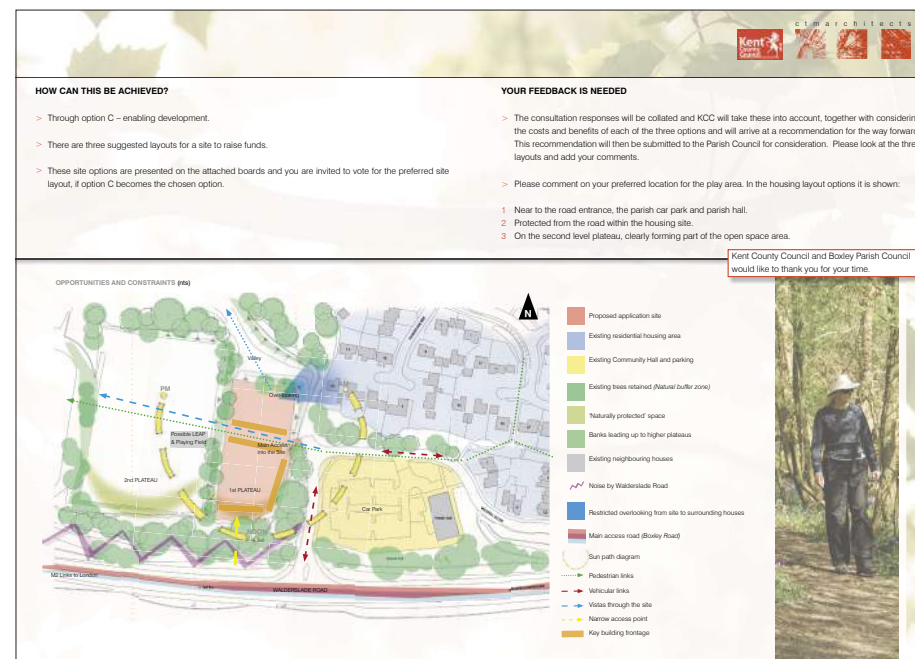 c t m a r c h i t e c t s
Kent
County
Council
HOW CAN THIS BE ACHIEVED?
> Through option C – enabling development.
> There are three suggested layouts for a site to raise funds.
> These site options are presented on the attached boards and you are invited to vote for the preferred site
layout, if option C becomes the chosen option.
YOUR FEEDBACK IS NEEDED
> The consultation responses will be collated and KCC will take these into account, together with considerin
the costs and benefits of each of the three options and will arrive at a recommendation for the way forwar
This recommendation will then be submitted to the Parish Council for consideration. Please look at the thre
layouts and add your comments.
> Please comment on your preferred location for the play area. In the housing layout options it is shown:
1 Near to the road entrance, the parish car park and parish hall.
2 Protected from the road within the housing site.
3 On the second level plateau, clearly forming part of the open space area.
Kent County Council and Boxley Parish Council
would like to thank you for your time.
OPPORTUNITIES AND CONSTRAINTS (nts)
N
Valley
Overlooking
PM
AM
Possible LEAP
& Playing Field
Main Access
into the Site
2nd PLATEAU
1st PLATEAU
Car Park
M2 Links to London
WALDERSLADE ROAD
Proposed application site
Existing residential housing area
Existing Community Hall and parking
Existing trees retained (Natural buffer zone)
'Naturally protected' space
Banks leading up to higher plateaus
Existing neighbouring houses
Noise by Walderslade Road
Restricted overlooking from site to surrounding houses
Main access road (Boxley Road)
Sun path diagram
Pedestrian links
Vehicular links
Vistas through the site
Narrow access point
Key building frontage